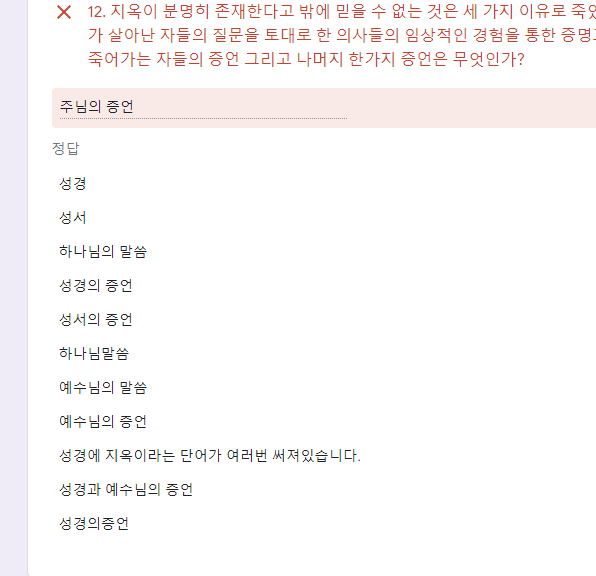 12. 지옥이 분명히 존재한다고 밖에 믿을 수 없는 것은 세 가지 이유로 죽었
가 살아난 자들의 질문을 토대로 한 의사들의 임상적인 경험을 통한 증명
죽어가는 자들의 증언 그리고 나머지 한가지 증언은 무엇인가?
주님의 증언
정답
성경
성서
하나님의 말씀
성경의 증언
성서의 증언
하나님말씀
예수님의 말씀
예수님의 증언
성경에 지옥이라는 단어가 여러번 써져있습니다.
성경과 예수님의 증언
성경의증언